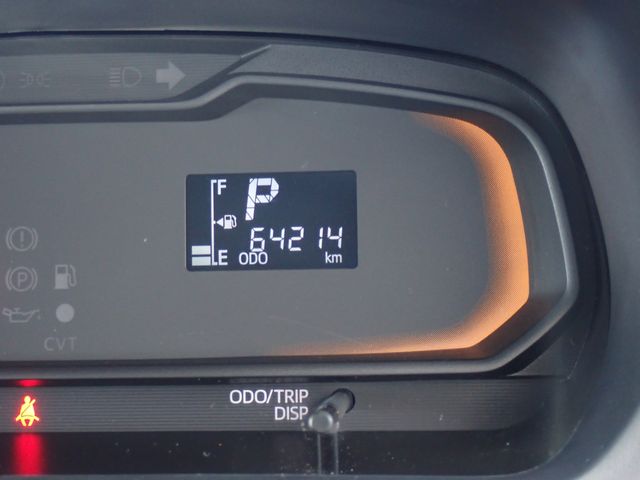 F
P
64214
E ODO km
P
CVT
ODO/TRIP
DISP